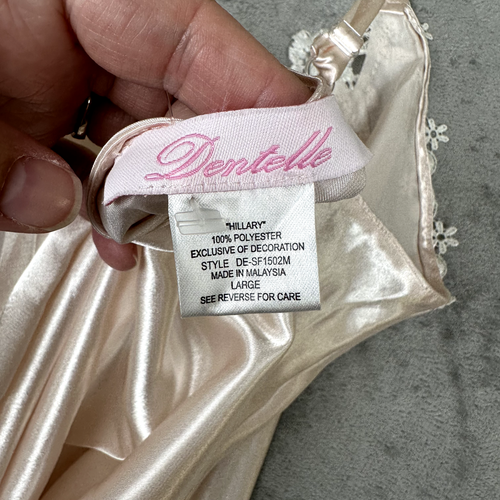 Dentelle
"HILLARY"
100% POLYESTER
EXCLUSIVE OF DECORATION
STYLE DE-SF1502M
MADE IN MALAYSIA
LARGE
SEE REVERSE FOR CARE